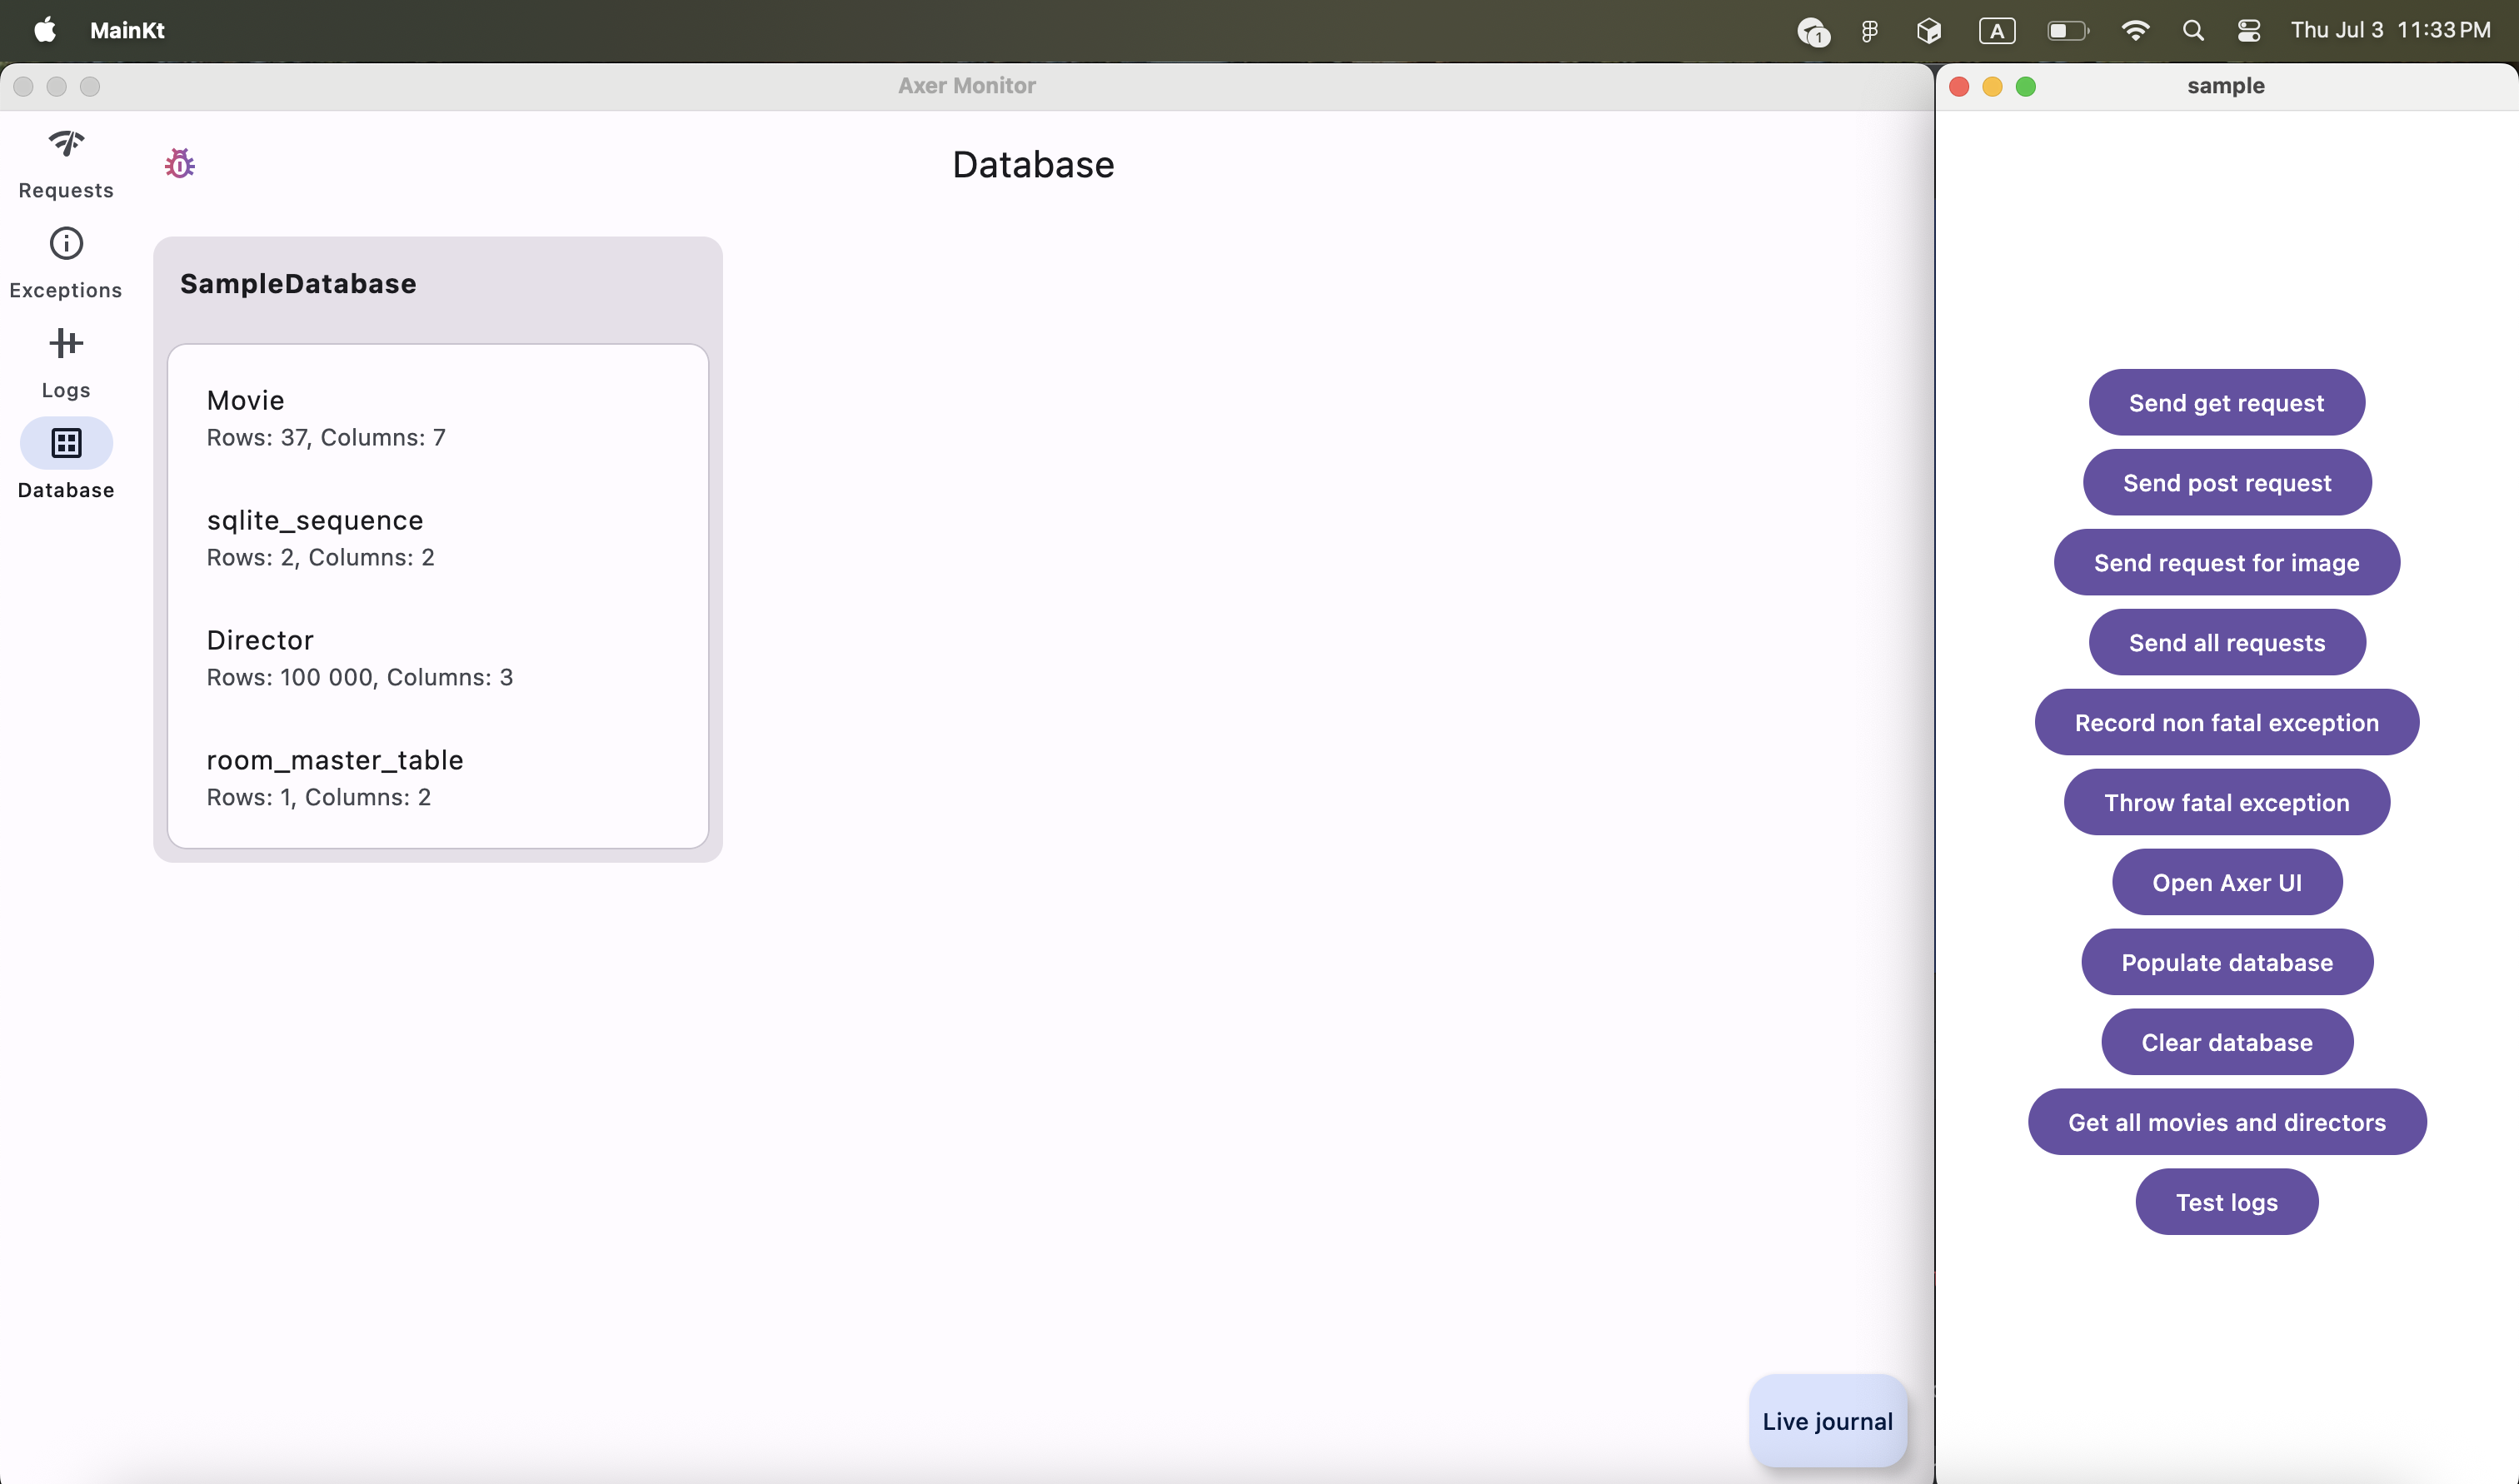 MainKt
1
A
Thu Jul 3 11:33 PM
Axer Monitor
Requests
Exceptions
Logs
Database
Database
SampleDatabase
Movie
Rows: 37, Columns: 7
sqlite_sequence
Rows: 2, Columns: 2
Director
Rows: 100 000, Columns: 3
room_master_table
Rows: 1, Columns: 2
Live journal
sample
Send get request
Send post request
Send request for image
Send all requests
Record non fatal exception
Throw fatal exception
Open Axer UI
Populate database
Clear database
Get all movies and directors
Test logs